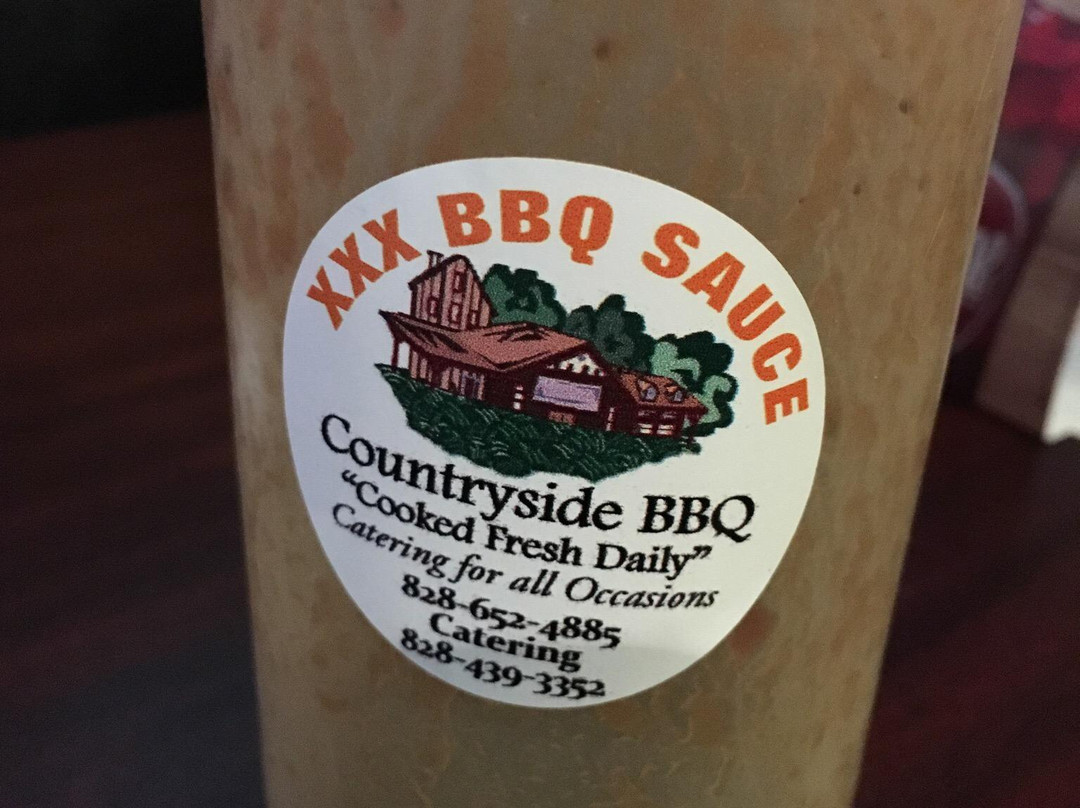 XXX BBQ SAUCE
Countryside BBQ
“Cooked Fresh Daily”
Catering for all Occasions
828-652-4885
Catering
828-439-3352